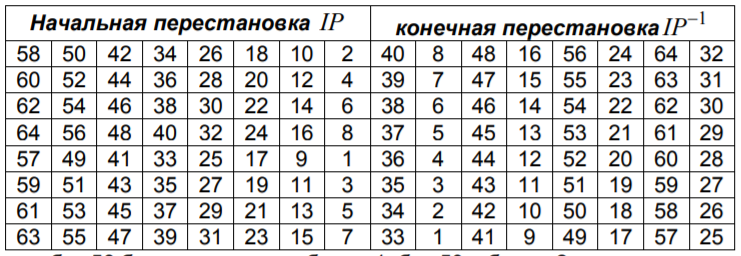 Начальная перестановка IP конечная перестановка IP⁻¹
58 50 42 34 26 18 10 2 40 8 48 16 56 24 64 32
60 52 44 36 28 20 12 4 39 7 47 15 55 23 63 31
62 54 46 38 30 22 14 6 38 6 46 14 54 22 62 30
64 56 48 40 32 24 16 8 37 5 45 13 53 21 61 29
57 49 41 33 25 17 9 1 36 4 44 12 52 20 60 28
59 51 43 35 27 19 11 3 35 3 43 11 51 19 59 27
61 53 45 37 29 21 13 5 34 2 42 10 50 18 58 26
63 55 47 39 31 23 15 7 33 1 41 9 49 17 57 25